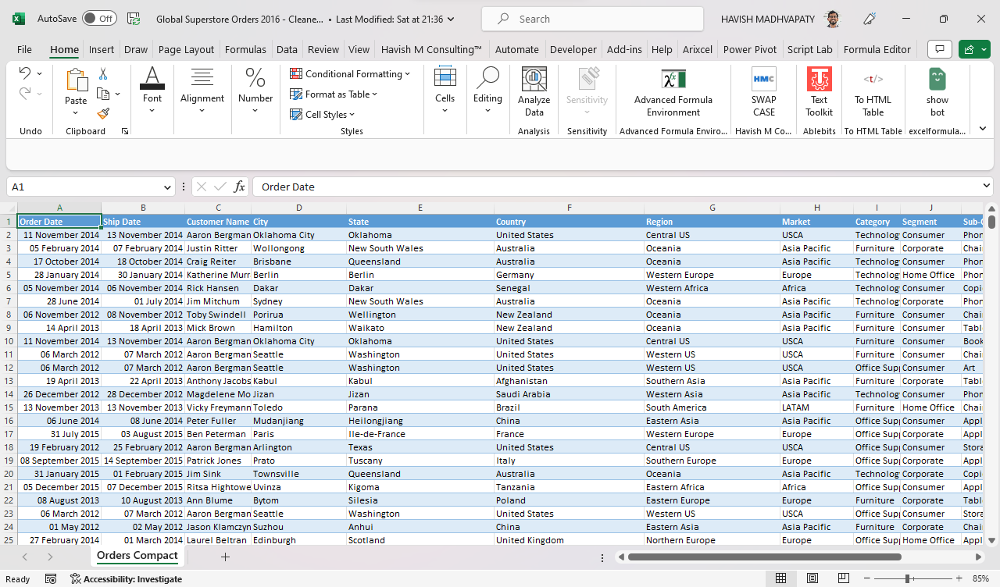 AutoSave Off Global Superstore Orders 2016 - Cleane... • Last Modified: Sat at 21:36 Search HAVISH MADHVAPATY
File Home Insert Draw Page Layout Formulas Data Review View Havish M Consulting™ Automate Developer Add-ins Help Arixcel Power Pivot Script Lab Formula Editor
Paste Font Alignment Number Conditional Formatting Format as Table Cell Styles Cells Editing Analyze Data Sensitivity Advanced Formula Environment HMC SWAP CASE Text Toolkit To HTML Table show bot
Undo Clipboard Styles Analysis Sensitivity Advanced Formula Enviro... Havish M Co... Ablebits To HTML Table excelformula...
A1 fx Order Date
A B C D E F G H I J
1 Order Date Ship Date Customer Name City State Country Region Market Category Segment Sub-C
2 11 November 2014 13 November 2014 Aaron Bergman Oklahoma City Oklahoma United States Central US USCA Technolog Consumer Phon
3 05 February 2014 07 February 2014 Justin Ritter Wollongong New South Wales Australia Oceania Asia Pacific Furniture Corporate Chai
4 17 October 2014 18 October 2014 Craig Reiter Brisbane Queensland Australia Oceania Asia Pacific Technolog Consumer Phon
5 28 January 2014 30 January 2014 Katherine Murr Berlin Berlin Germany Western Europe Europe Technolog Home Office Phon
6 05 November 2014 06 November 2014 Rick Hansen Dakar Dakar Senegal Western Africa Africa Technolog Consumer Copi
7 28 June 2014 01 July 2014 Jim Mitchum Sydney New South Wales Australia Oceania Asia Pacific Technolog Corporate Phon
8 06 November 2012 08 November 2012 Toby Swindell Porirua Wellington New Zealand Oceania Asia Pacific Furniture Consumer Chai
9 14 April 2013 18 April 2013 Mick Brown Hamilton Waikato New Zealand Oceania Asia Pacific Furniture Consumer Tabl
10 11 November 2014 13 November 2014 Aaron Bergman Oklahoma City Oklahoma United States Central US USCA Furniture Consumer Book
11 06 March 2012 07 March 2012 Aaron Bergman Seattle Washington United States Western US USCA Furniture Consumer Chai
12 06 March 2012 07 March 2012 Aaron Bergman Seattle Washington United States Western US USCA Office Supp Consumer Art
13 19 April 2013 22 April 2013 Anthony Jacobs Kabul Kabul Afghanistan Southern Asia Asia Pacific Furniture Corporate Tabl
14 26 December 2012 28 December 2012 Magdelene Mo Jizan Jizan Saudi Arabia Western Asia Asia Pacific Technolog Consumer Phon
15 13 November 2013 13 November 2013 Vicky Freymann Toledo Parana Brazil South America LATAM Furniture Home Office Chai
16 06 June 2014 08 June 2014 Peter Fuller Mudanjiang Heilongjiang China Eastern Asia Asia Pacific Office Supp Consumer Appl
17 31 July 2015 03 August 2015 Ben Peterman Paris Ile-de-France France Western Europe Europe Office Supp Corporate Appl
18 19 February 2012 25 February 2012 Aaron Bergman Arlington Texas United States Central US USCA Office Supp Consumer Stora
19 08 September 2015 14 September 2015 Patrick Jones Prato Tuscany Italy Southern Europe Europe Office Supp Corporate Appl
20 31 January 2015 01 February 2015 Jim Sink Townsville Queensland Australia Oceania Asia Pacific Technolog Corporate Copi
21 05 December 2015 07 December 2015 Ritsa Hightowe Uvinza Kigoma Tanzania Eastern Africa Africa Office Supp Consumer Appl
22 08 August 2013 10 August 2013 Ann Blume Bytom Silesia Poland Eastern Europe Europe Furniture Corporate Tabl
23 06 March 2012 07 March 2012 Aaron Bergman Seattle Washington United States Western US USCA Office Supp Consumer Stora
24 01 May 2012 02 May 2012 Jason Klamczyn Suzhou Anhui China Eastern Asia Asia Pacific Furniture Corporate Chai
25 27 February 2014 01 March 2014 Laurel Beltran Edinburgh Scotland United Kingdom Northern Europe Europe Office Supp Home Office Appl
Orders Compact
Ready Accessibility: Investigate 85%